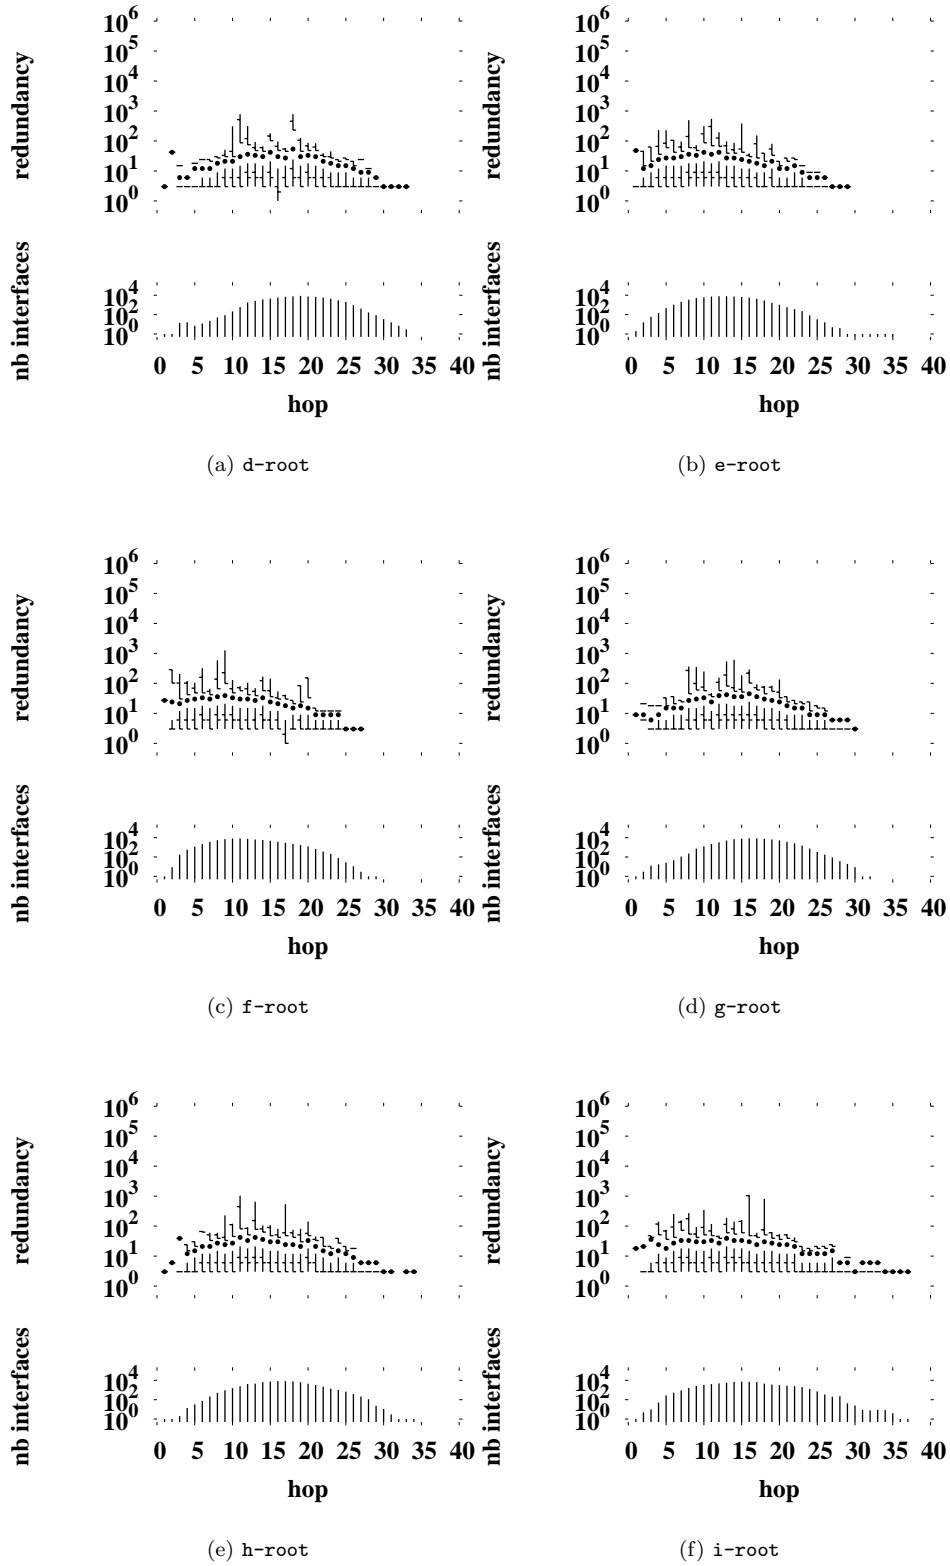 10^6 10^6
10^5 10^5
10^4 10^4
10^3 10^3
10^2 10^2
10^1 10^1
10^0 10^0
redundancy redundancy
10^4 10^4
10^2 10^2
10^0 10^0
nb interfaces nb interfaces
0 5 10 15 20 25 30 35 40 0 5 10 15 20 25 30 35 40
hop hop
(a) d-root (b) e-root
10^6 10^6
10^5 10^5
10^4 10^4
10^3 10^3
10^2 10^2
10^1 10^1
10^0 10^0
redundancy redundancy
10^4 10^4
10^2 10^2
10^0 10^0
nb interfaces nb interfaces
0 5 10 15 20 25 30 35 40 0 5 10 15 20 25 30 35 40
hop hop
(c) f-root (d) g-root
10^6 10^6
10^5 10^5
10^4 10^4
10^3 10^3
10^2 10^2
10^1 10^1
10^0 10^0
redundancy redundancy
10^4 10^4
10^2 10^2
10^0 10^0
nb interfaces nb interfaces
0 5 10 15 20 25 30 35 40 0 5 10 15 20 25 30 35 40
hop hop
(e) h-root (f) i-root